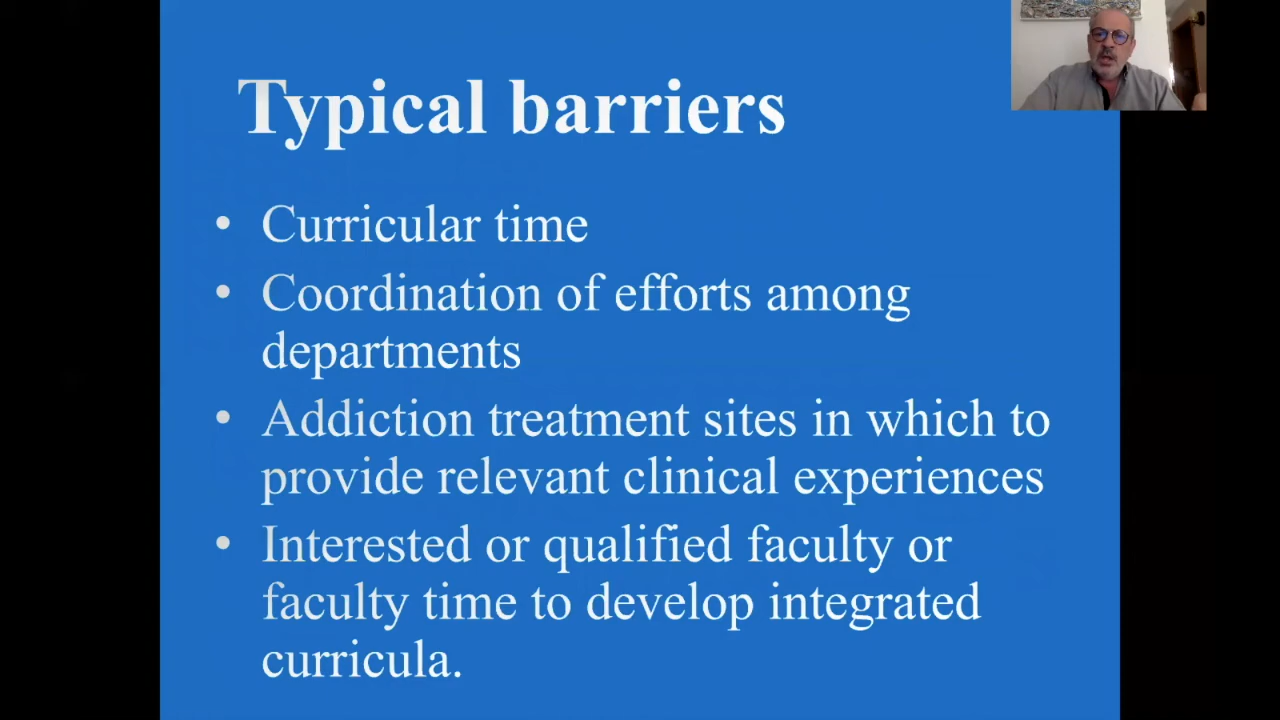 Typical barriers
• Curricular time
• Coordination of efforts among
departments
• Addiction treatment sites in which to
provide relevant clinical experiences
• Interested or qualified faculty or
faculty time to develop integrated
curricula.